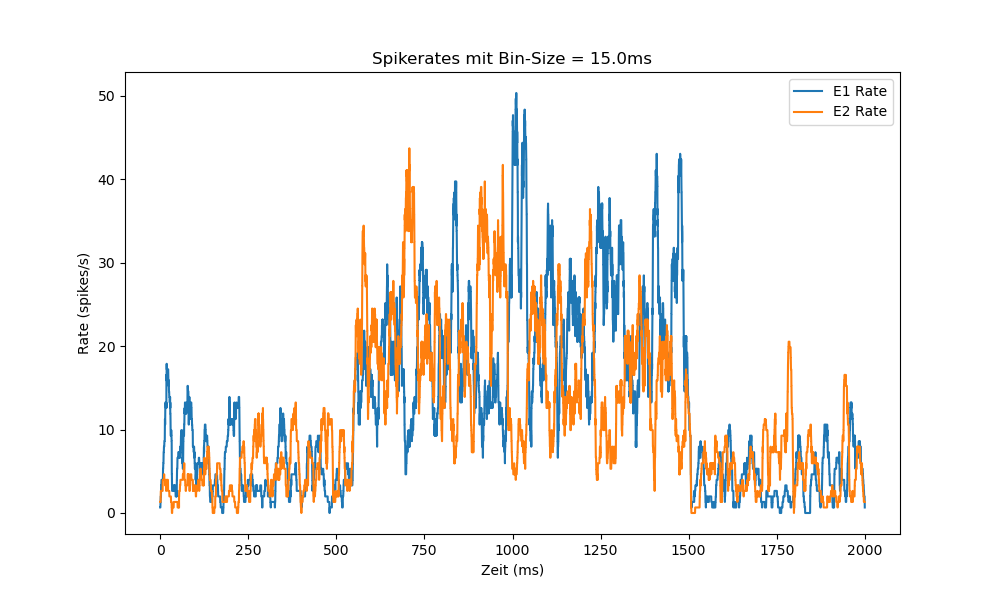 Spikerates mit Bin-Size = 15.0ms
E1 Rate
E2 Rate
Rate (spikes/s)
50
40
30
20
10
0
0 250 500 750 1000 1250 1500 1750 2000
Zeit (ms)